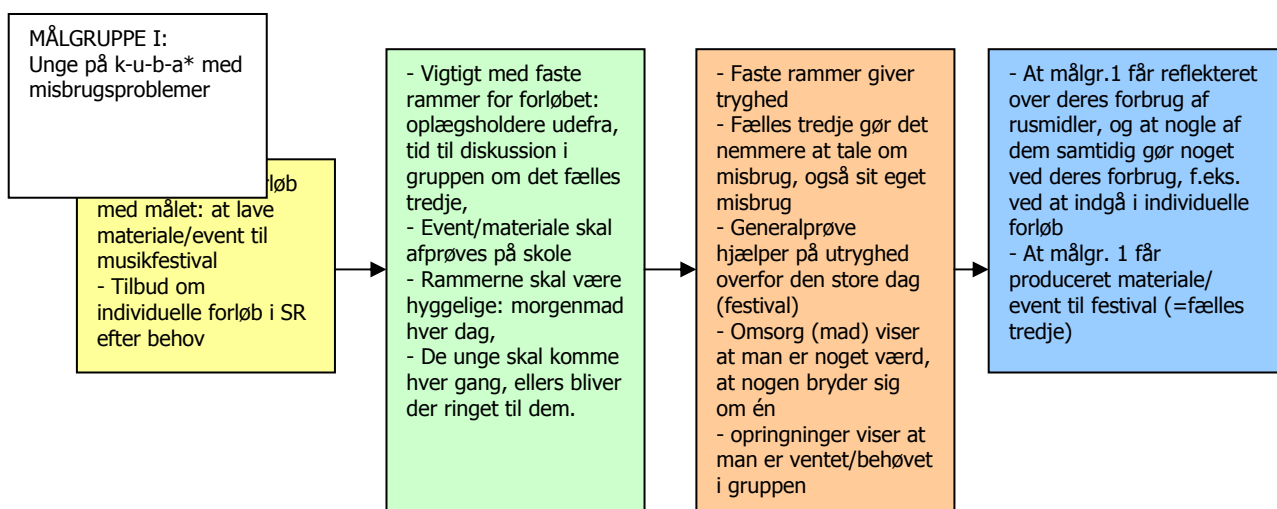 MÅLGRUPPE I:
Unge på k-u-b-a* med
misbrugsproblemer
med målet: at lave
materiale/event til
musikfestival
- Tilbud om
individuelle forløb i SR
efter behov
- Vigtigt med faste
rammer for forløbet:
oplægsholdere udefra,
tid til diskussion i
gruppen om det fælles
tredje,
- Event/materiale skal
afprøves på skole
- Rammerne skal være
hyggelige: morgenmad
hver dag,
- De unge skal komme
hver gang, ellers bliver
der ringet til dem.
- Faste rammer giver
tryghed
- Fælles tredje gør det
nemmere at tale om
misbrug, også sit eget
misbrug
- Generalprøve
hjælper på utryghed
overfor den store dag
(festival)
- Omsorg (mad) viser
at man er noget værd,
at nogen bryder sig
om én
- opringninger viser at
man er ventet/behøvet
i gruppen
- At målgr.1 får reflekteret
over deres forbrug af
rusmidler, og at nogle af
dem samtidig gør noget
ved deres forbrug, f.eks.
ved at indgå i individuelle
forløb
- At målgr. 1 får
produceret materiale/
event til festival (=fælles
tredje)